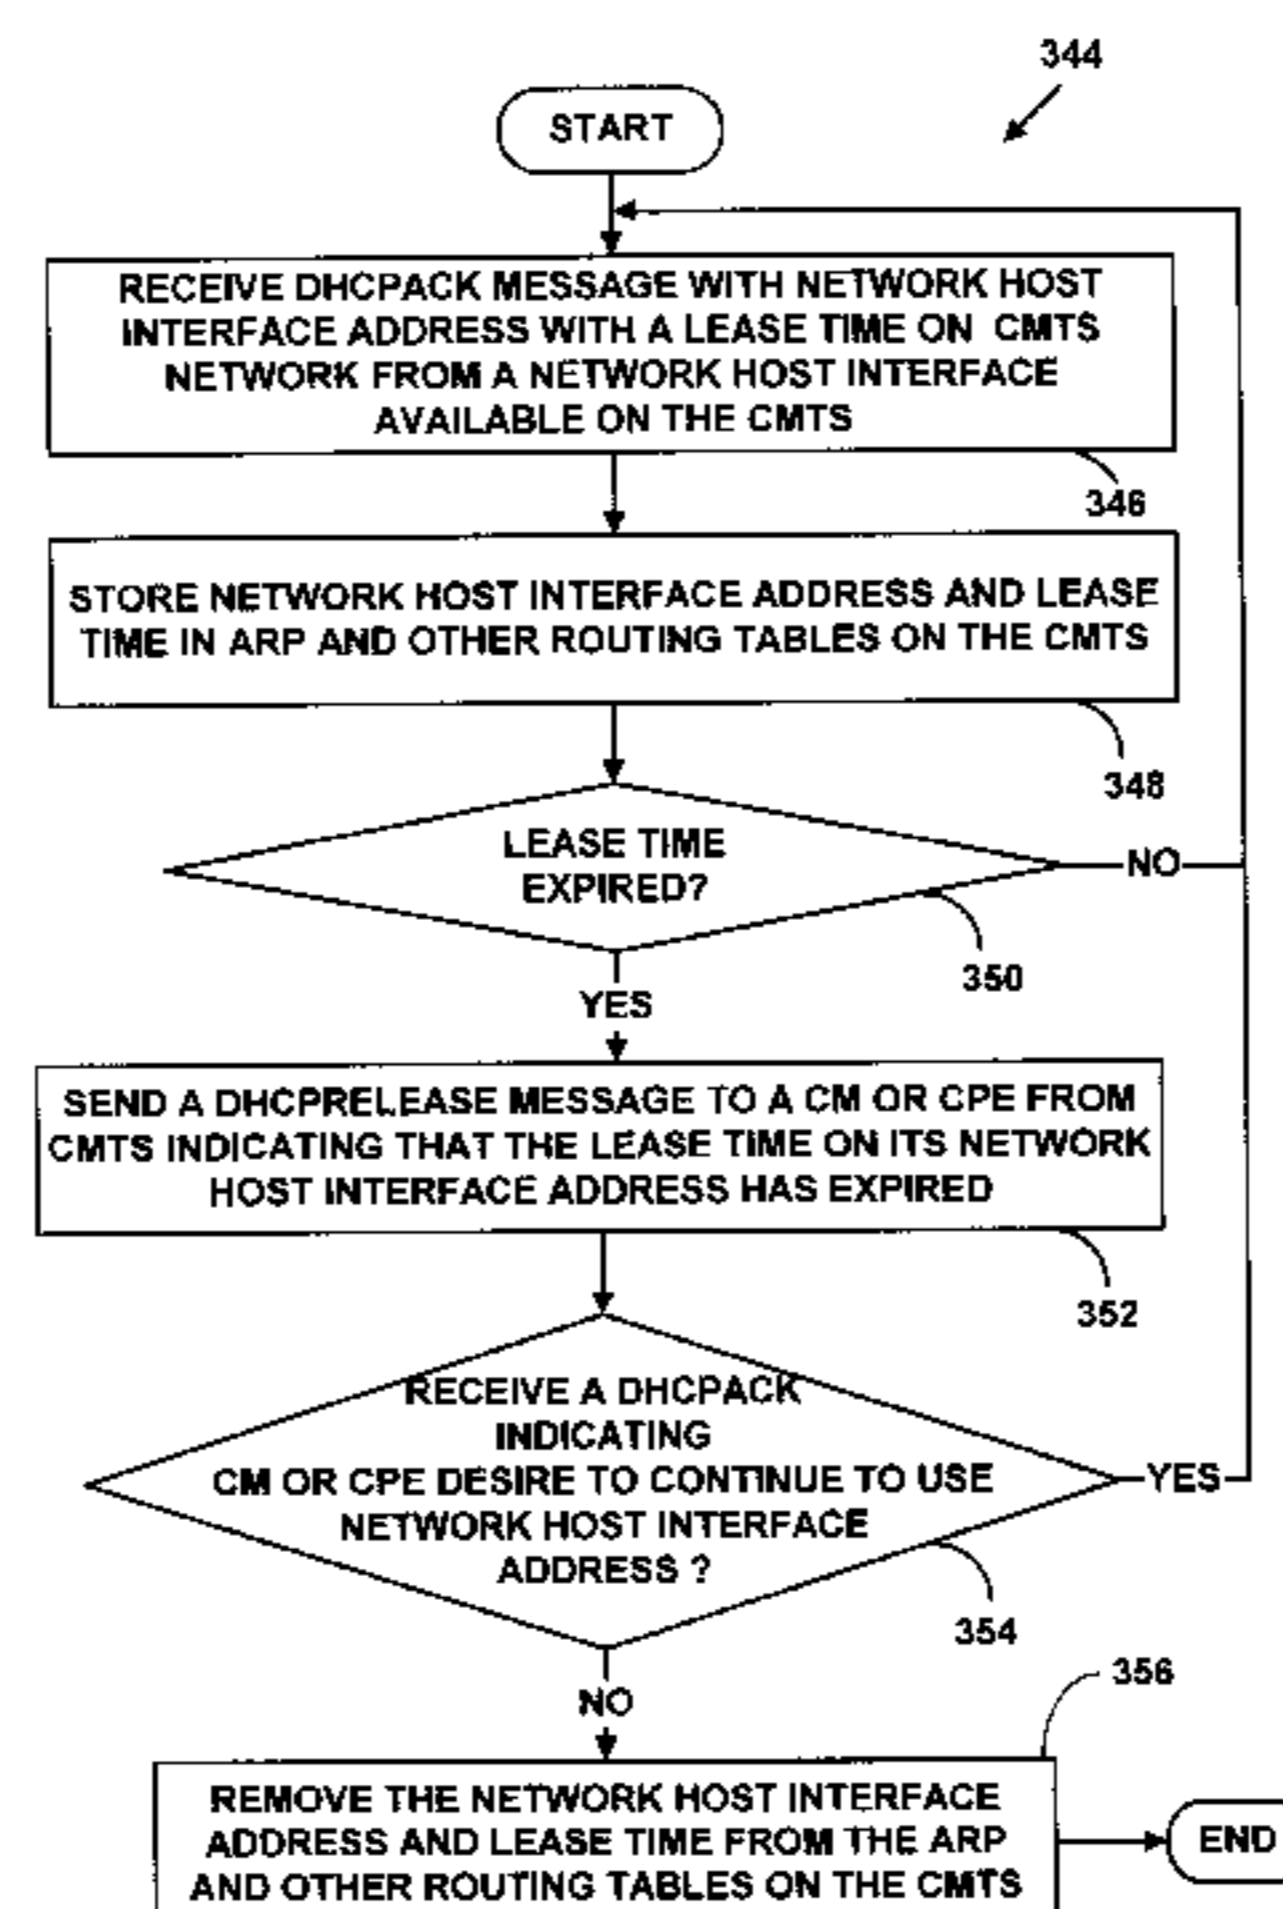 344
START
RECEIVE DHCPACK MESSAGE WITH NETWORK HOST
INTERFACE ADDRESS WITH A LEASE TIME ON CMTS
NETWORK FROM A NETWORK HOST INTERFACE
AVAILABLE ON THE CMTS
346
STORE NETWORK HOST INTERFACE ADDRESS AND LEASE
TIME IN ARP AND OTHER ROUTING TABLES ON THE CMTS
348
LEASE TIME
EXPIRED?
NO
350
YES
SEND A DHCPRELEASE MESSAGE TO A CM OR CPE FROM
CMTS INDICATING THAT THE LEASE TIME ON ITS NETWORK
HOST INTERFACE ADDRESS HAS EXPIRED
352
RECEIVE A DHCPACK
INDICATING
CM OR CPE DESIRE TO CONTINUE TO USE
NETWORK HOST INTERFACE
ADDRESS ?
YES
354
NO
356
REMOVE THE NETWORK HOST INTERFACE
ADDRESS AND LEASE TIME FROM THE ARP
AND OTHER ROUTING TABLES ON THE CMTS
END